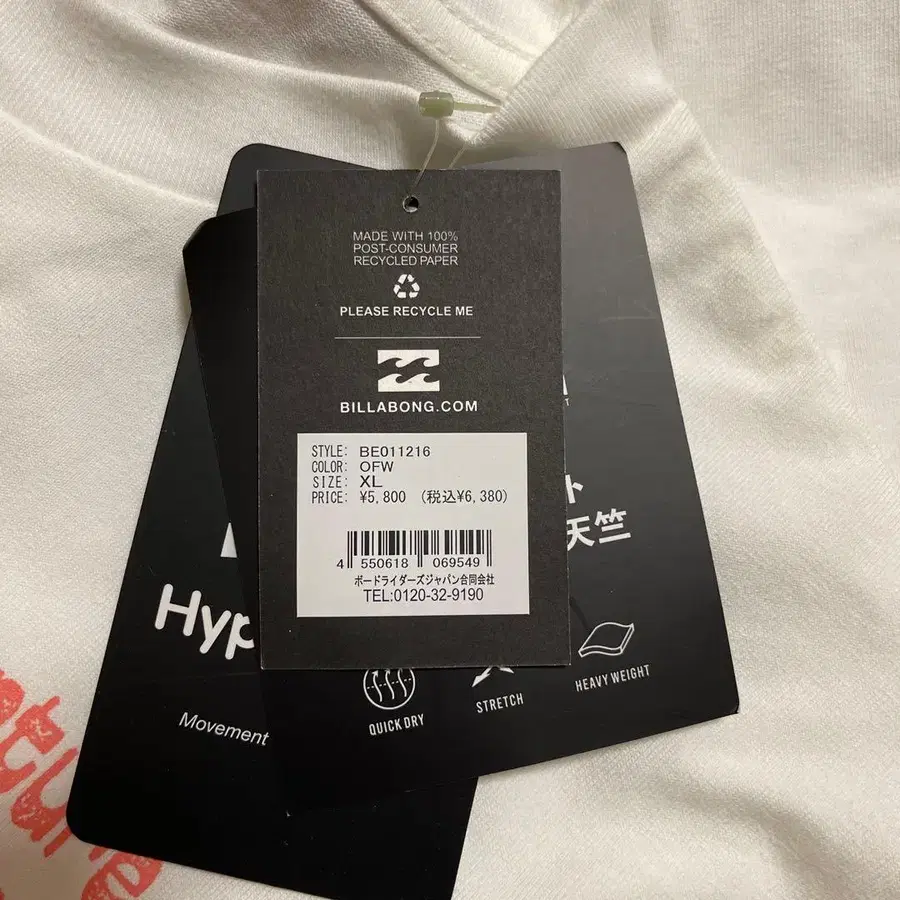 MADE WITH 100%
POST-CONSUMER
RECYCLED PAPER
PLEASE RECYCLE ME
BILLABONG.COM
STYLE: BE011216
COLOR: OFW
SIZE: XL
PRICE: ¥5,800 (税込¥6,380)
4 550618 069549
ボードライダーズジャパン合同会社
TEL:0120-32-9190
ト
天竺
Hyp
Movement
QUICK DRY
STRETCH
HEAVY WEIGHT